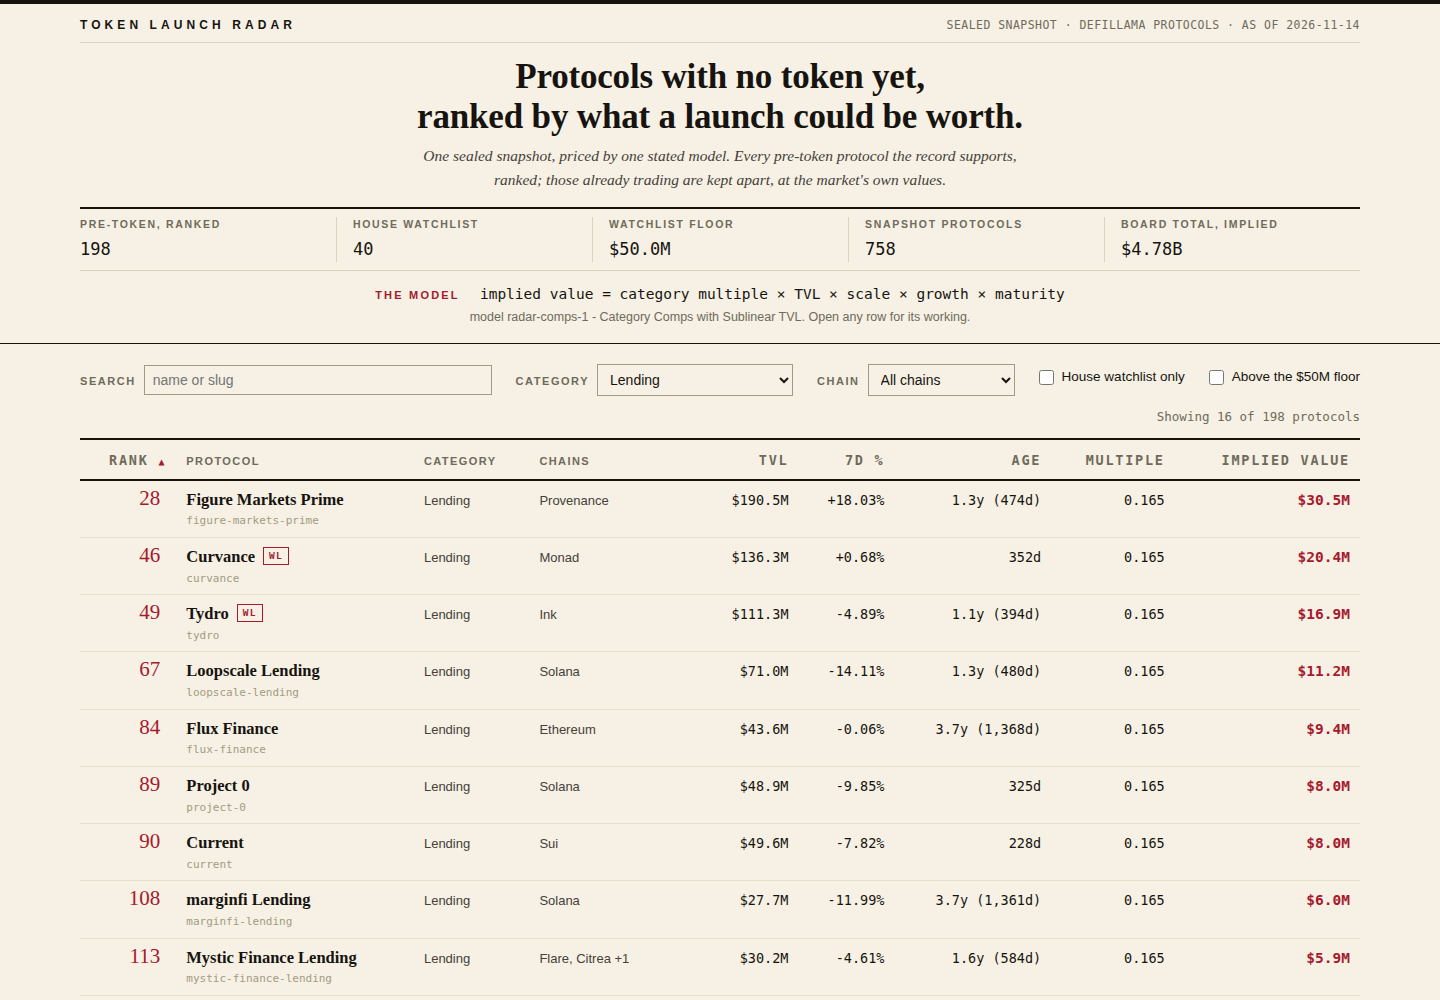 TOKEN LAUNCH RADAR
SEALED SNAPSHOT · DEFILLAMA PROTOCOLS · AS OF 2026-11-14
Protocols with no token yet,
ranked by what a launch could be worth.
One sealed snapshot, priced by one stated model. Every pre-token protocol the record supports,
ranked; those already trading are kept apart, at the market's own values.
PRE-TOKEN, RANKED HOUSE WATCHLIST WATCHLIST FLOOR SNAPSHOT PROTOCOLS BOARD TOTAL, IMPLIED
198 40 $50.0M 758 $4.78B
THE MODEL implied value = category multiple × TVL × scale × growth × maturity
model radar-comps-1 - Category Comps with Sublinear TVL. Open any row for its working.
SEARCH name or slug CATEGORY Lending CHAIN All chains House watchlist only Above the $50M floor
Showing 16 of 198 protocols
RANK ▲ PROTOCOL CATEGORY CHAINS TVL 7D % AGE MULTIPLE IMPLIED VALUE
28 Figure Markets Prime Lending Provenance $190.5M +18.03% 1.3y (474d) 0.165 $30.5M
figure-markets-prime
46 Curvance WL Lending Monad $136.3M +0.68% 352d 0.165 $20.4M
curvance
49 Tydro WL Lending Ink $111.3M -4.89% 1.1y (394d) 0.165 $16.9M
tydro
67 Loopscale Lending Lending Solana $71.0M -14.11% 1.3y (480d) 0.165 $11.2M
loopscale-lending
84 Flux Finance Lending Ethereum $43.6M -0.06% 3.7y (1,368d) 0.165 $9.4M
flux-finance
89 Project 0 Lending Solana $48.9M -9.85% 325d 0.165 $8.0M
project-0
90 Current Lending Sui $49.6M -7.82% 228d 0.165 $8.0M
current
108 marginfi Lending Lending Solana $27.7M -11.99% 3.7y (1,361d) 0.165 $6.0M
marginfi-lending
113 Mystic Finance Lending Lending Flare, Citrea +1 $30.2M -4.61% 1.6y (584d) 0.165 $5.9M
mystic-finance-lending